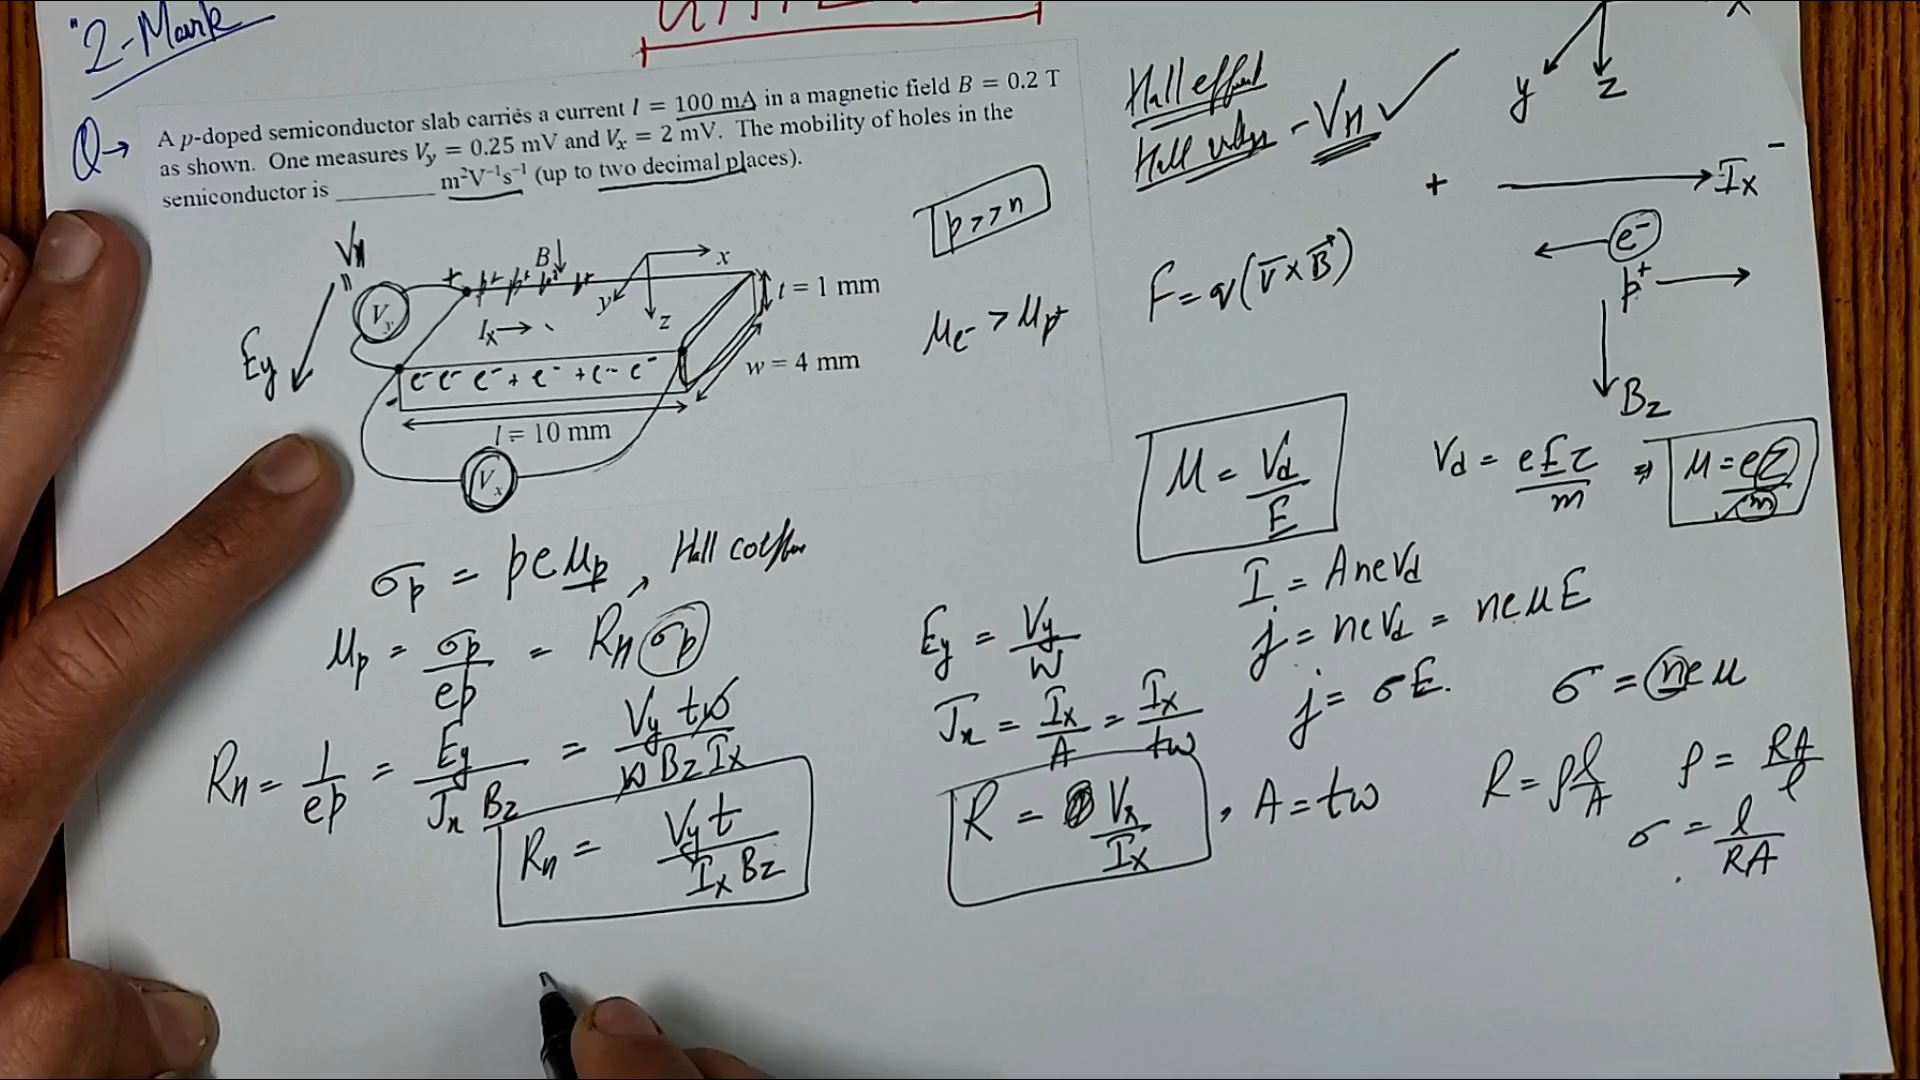 "2-Mark
Q→ A p-doped semiconductor slab carries a current I = 100 mA in a magnetic field B = 0.2 T
as shown. One measures Vy = 0.25 mV and Vx = 2 mV. The mobility of holes in the
semiconductor is ________ m²V⁻¹s⁻¹ (up to two decimal places).
VH
"
Vy
+
p+ p+ p+ p+
B↓
x
y
z
Ix→
t = 1 mm
w = 4 mm
Ey
e- e- e- + e- + e- e-
-
l = 10 mm
Vx
p>>n
μe- > μp+
Hall effect
Hall - VH ✓
y
z
x
+ → Ix -
e-
p+
Bz
F = q(V×B)
μ = Vd/E
Vd = eEτ/m ⇒ μ = eτ/m
σp = peμp, Hall
μp = σp/ep = RH σp
RH = 1/ep = Ey/JxBz = Vy tw/w Bz Ix
RH = Vy t/Ix Bz
Ey = Vy/w
Jx = Ix/A = Ix/tw
R = Vx/Ix , A = tw
I = AneVd
j = neVd = neμE
j = σE.
σ = neμ
R = ρl/A
ρ = RA/l
σ = l/RA